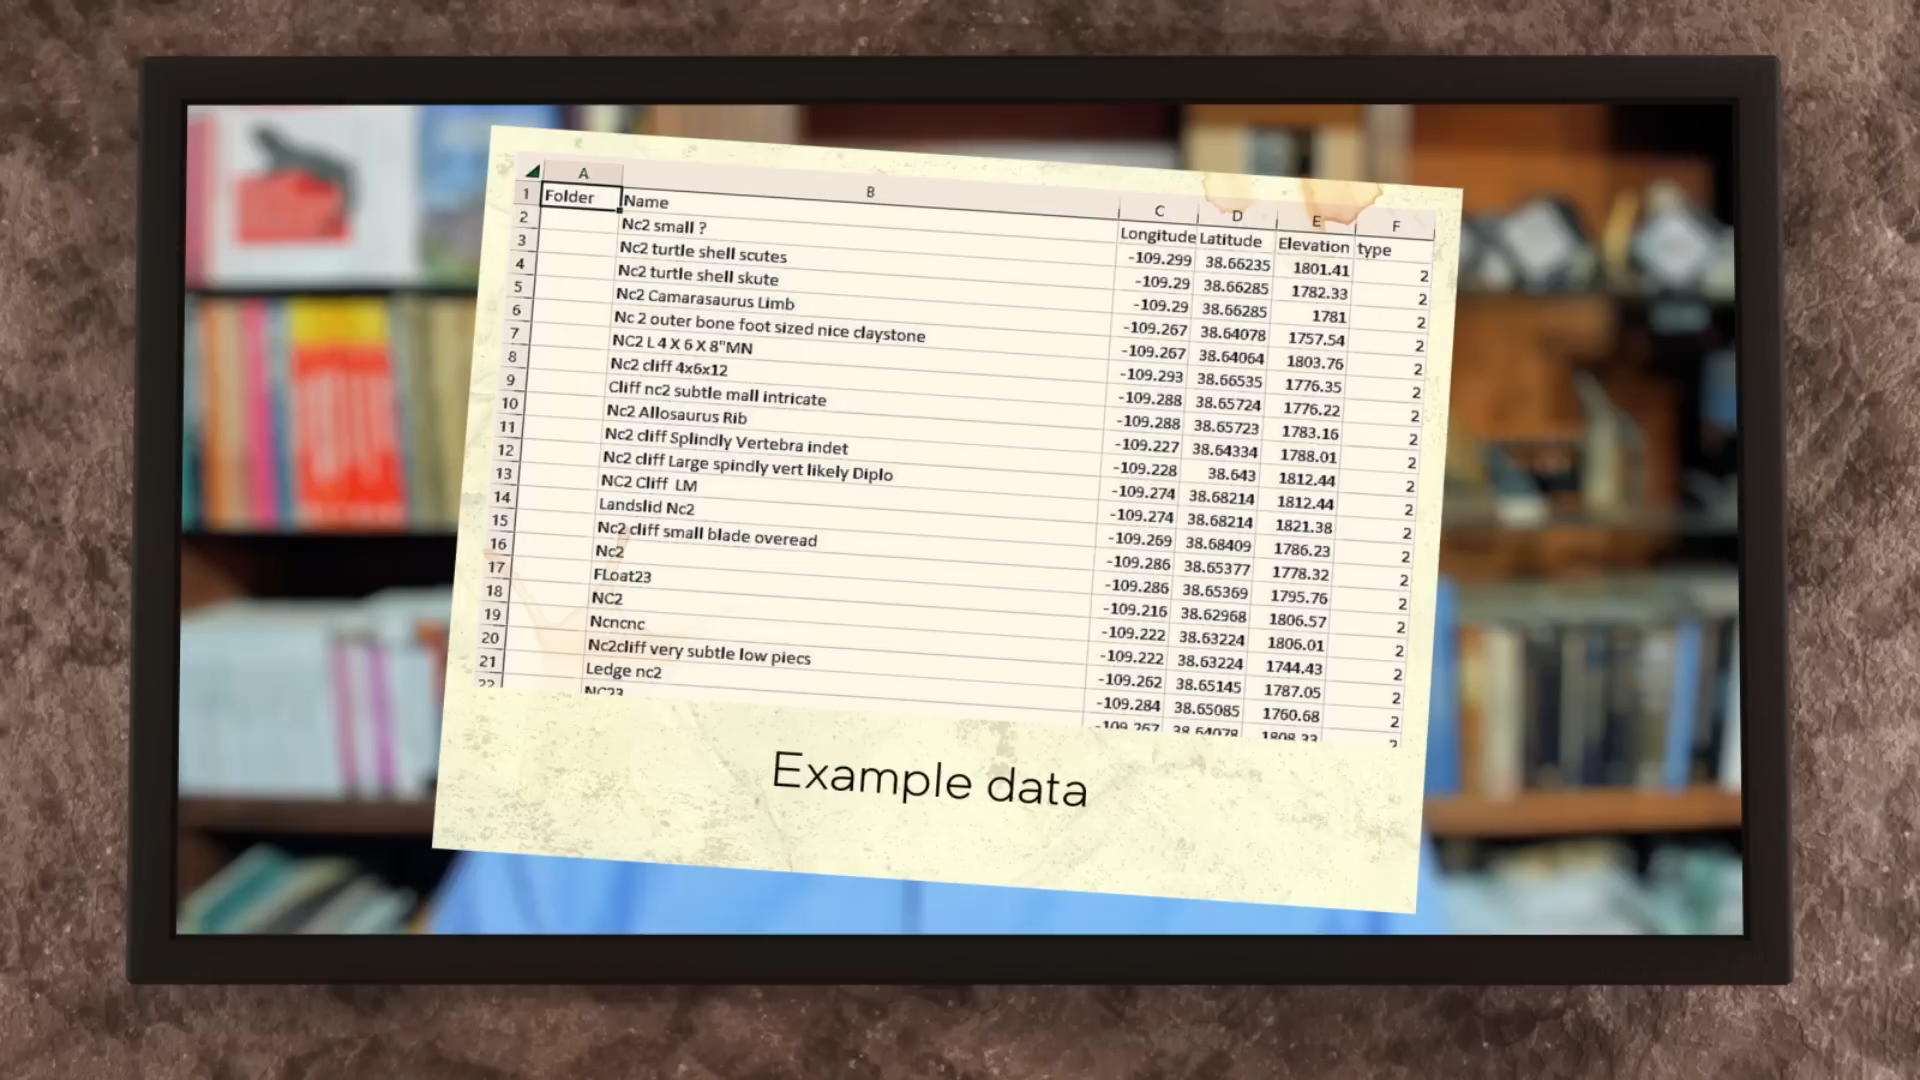 A B C D E F
1 Folder Name Longitude Latitude Elevation type
2 Nc2 small ? -109.299 38.66235 1801.41 2
3 Nc2 turtle shell scutes -109.29 38.66285 1782.33 2
4 Nc2 turtle shell skute -109.29 38.66285 1781 2
5 Nc2 Camarasaurus Limb -109.267 38.64078 1757.54 2
6 Nc 2 outer bone foot sized nice claystone -109.267 38.64064 1803.76 2
7 NC2 L 4 X 6 X 8"MN -109.293 38.66535 1776.35 2
8 Nc2 cliff 4x6x12 -109.288 38.65724 1776.22 2
9 Cliff nc2 subtle mall intricate -109.288 38.65723 1783.16 2
10 Nc2 Allosaurus Rib -109.227 38.64334 1788.01 2
11 Nc2 cliff Splindly Vertebra indet -109.228 38.643 1812.44 2
12 Nc2 cliff Large spindly vert likely Diplo -109.274 38.68214 1812.44 2
13 NC2 Cliff LM -109.274 38.68214 1821.38 2
14 Landslid Nc2 -109.269 38.68409 1786.23 2
15 Nc2 cliff small blade overead -109.286 38.65377 1778.32 2
16 Nc2 -109.286 38.65369 1795.76 2
17 FLoat23 -109.216 38.62968 1806.57 2
18 NC2 -109.222 38.63224 1806.01 2
19 Ncncnc -109.222 38.63224 1744.43 2
20 Nc2cliff very subtle low piecs -109.262 38.65145 1787.05 2
21 Ledge nc2 -109.284 38.65085 1760.68 2
22 NC23 -109.267 38.64078 1808.33 2
Example data